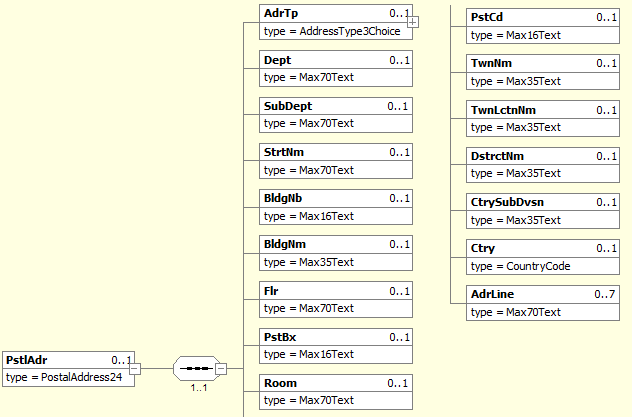 AdrTp 0..1
type = AddressType3Choice
Dept 0..1
type = Max70Text
SubDept 0..1
type = Max70Text
StrtNm 0..1
type = Max70Text
BldgNb 0..1
type = Max16Text
BldgNm 0..1
type = Max35Text
Flr 0..1
type = Max70Text
PstBx 0..1
type = Max16Text
Room 0..1
type = Max70Text
PstlAdr 0..1
type = PostalAddress24
1..1
PstCd 0..1
type = Max16Text
TwnNm 0..1
type = Max35Text
TwnLctnNm 0..1
type = Max35Text
DstrctNm 0..1
type = Max35Text
CtrySubDvsn 0..1
type = Max35Text
Ctry 0..1
type = CountryCode
AdrLine 0..7
type = Max70Text